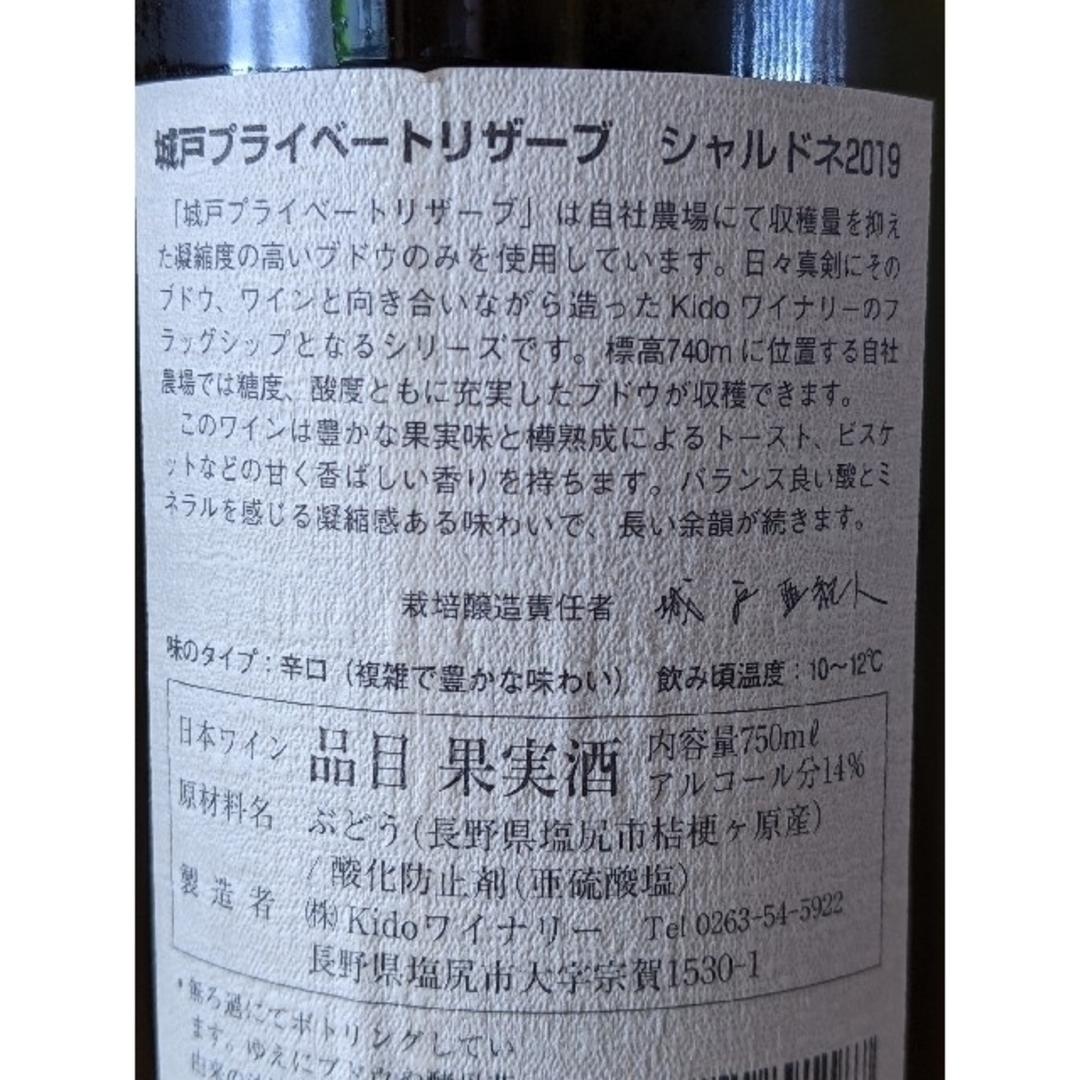 城戸プライベートリザーブ　シャルドネ2019
「城戸プライベートリザーブ」は自社農場にて収穫量を抑え
た凝縮度の高いブドウのみを使用しています。日々真剣にその
ブドウ、ワインと向き合いながら造ったKidoワイナリーのフ
ラッグシップとなるシリーズです。標高740mに位置する自社
農場では糖度、酸度ともに充実したブドウが収穫できます。
このワインは豊かな果実味と樽熟成によるトースト、ビスケ
ットなどの甘く香ばしい香りを持ちます。バランス良い酸とミ
ネラルを感じる凝縮感ある味わいで、長い余韻が続きます。
栽培醸造責任者　城戸亜紀人
味のタイプ：辛口（複雑で豊かな味わい）　飲み頃温度：10～12℃
日本ワイン　品目 果実酒　内容量750mℓ
アルコール分14%
原材料名　ぶどう(長野県塩尻市桔梗ヶ原産)
/酸化防止剤(亜硫酸塩)
製造者　㈱Kidoワイナリー　Tel 0263-54-5922
長野県塩尻市大字宗賀1530-1
・無ろ過にてボトリングしてい
ます。ゆえにブドウや
由来の